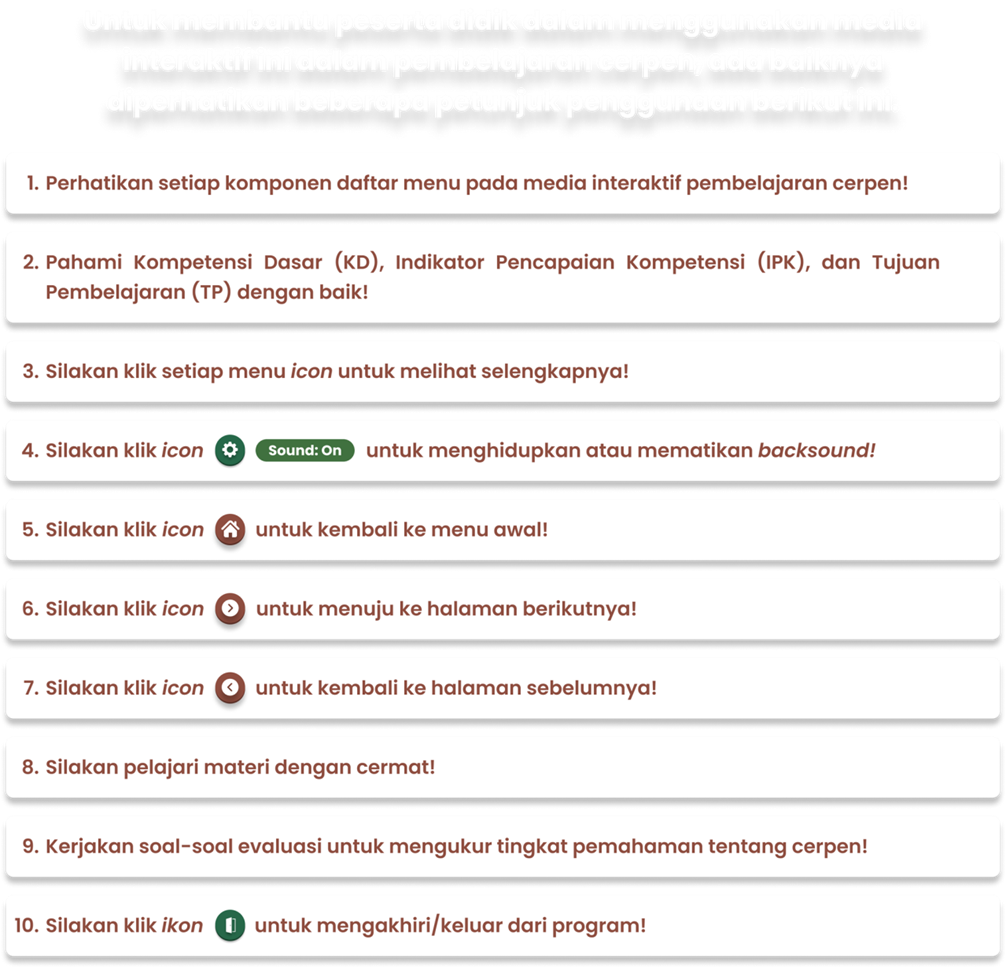 Untuk membantu peserta didik dalam menggunakan media
interaktif ini dalam pembelajaran cerpen, ada baiknya
diperhatikan beberapa petunjuk penggunaan berikut ini.
1. Perhatikan setiap komponen daftar menu pada media interaktif pembelajaran cerpen!
2. Pahami Kompetensi Dasar (KD), Indikator Pencapaian Kompetensi (IPK), dan Tujuan
Pembelajaran (TP) dengan baik!
3. Silakan klik setiap menu icon untuk melihat selengkapnya!
4. Silakan klik icon Sound: On untuk menghidupkan atau mematikan backsound!
5. Silakan klik icon untuk kembali ke menu awal!
6. Silakan klik icon untuk menuju ke halaman berikutnya!
7. Silakan klik icon untuk kembali ke halaman sebelumnya!
8. Silakan pelajari materi dengan cermat!
9. Kerjakan soal-soal evaluasi untuk mengukur tingkat pemahaman tentang cerpen!
10. Silakan klik ikon untuk mengakhiri/keluar dari program!